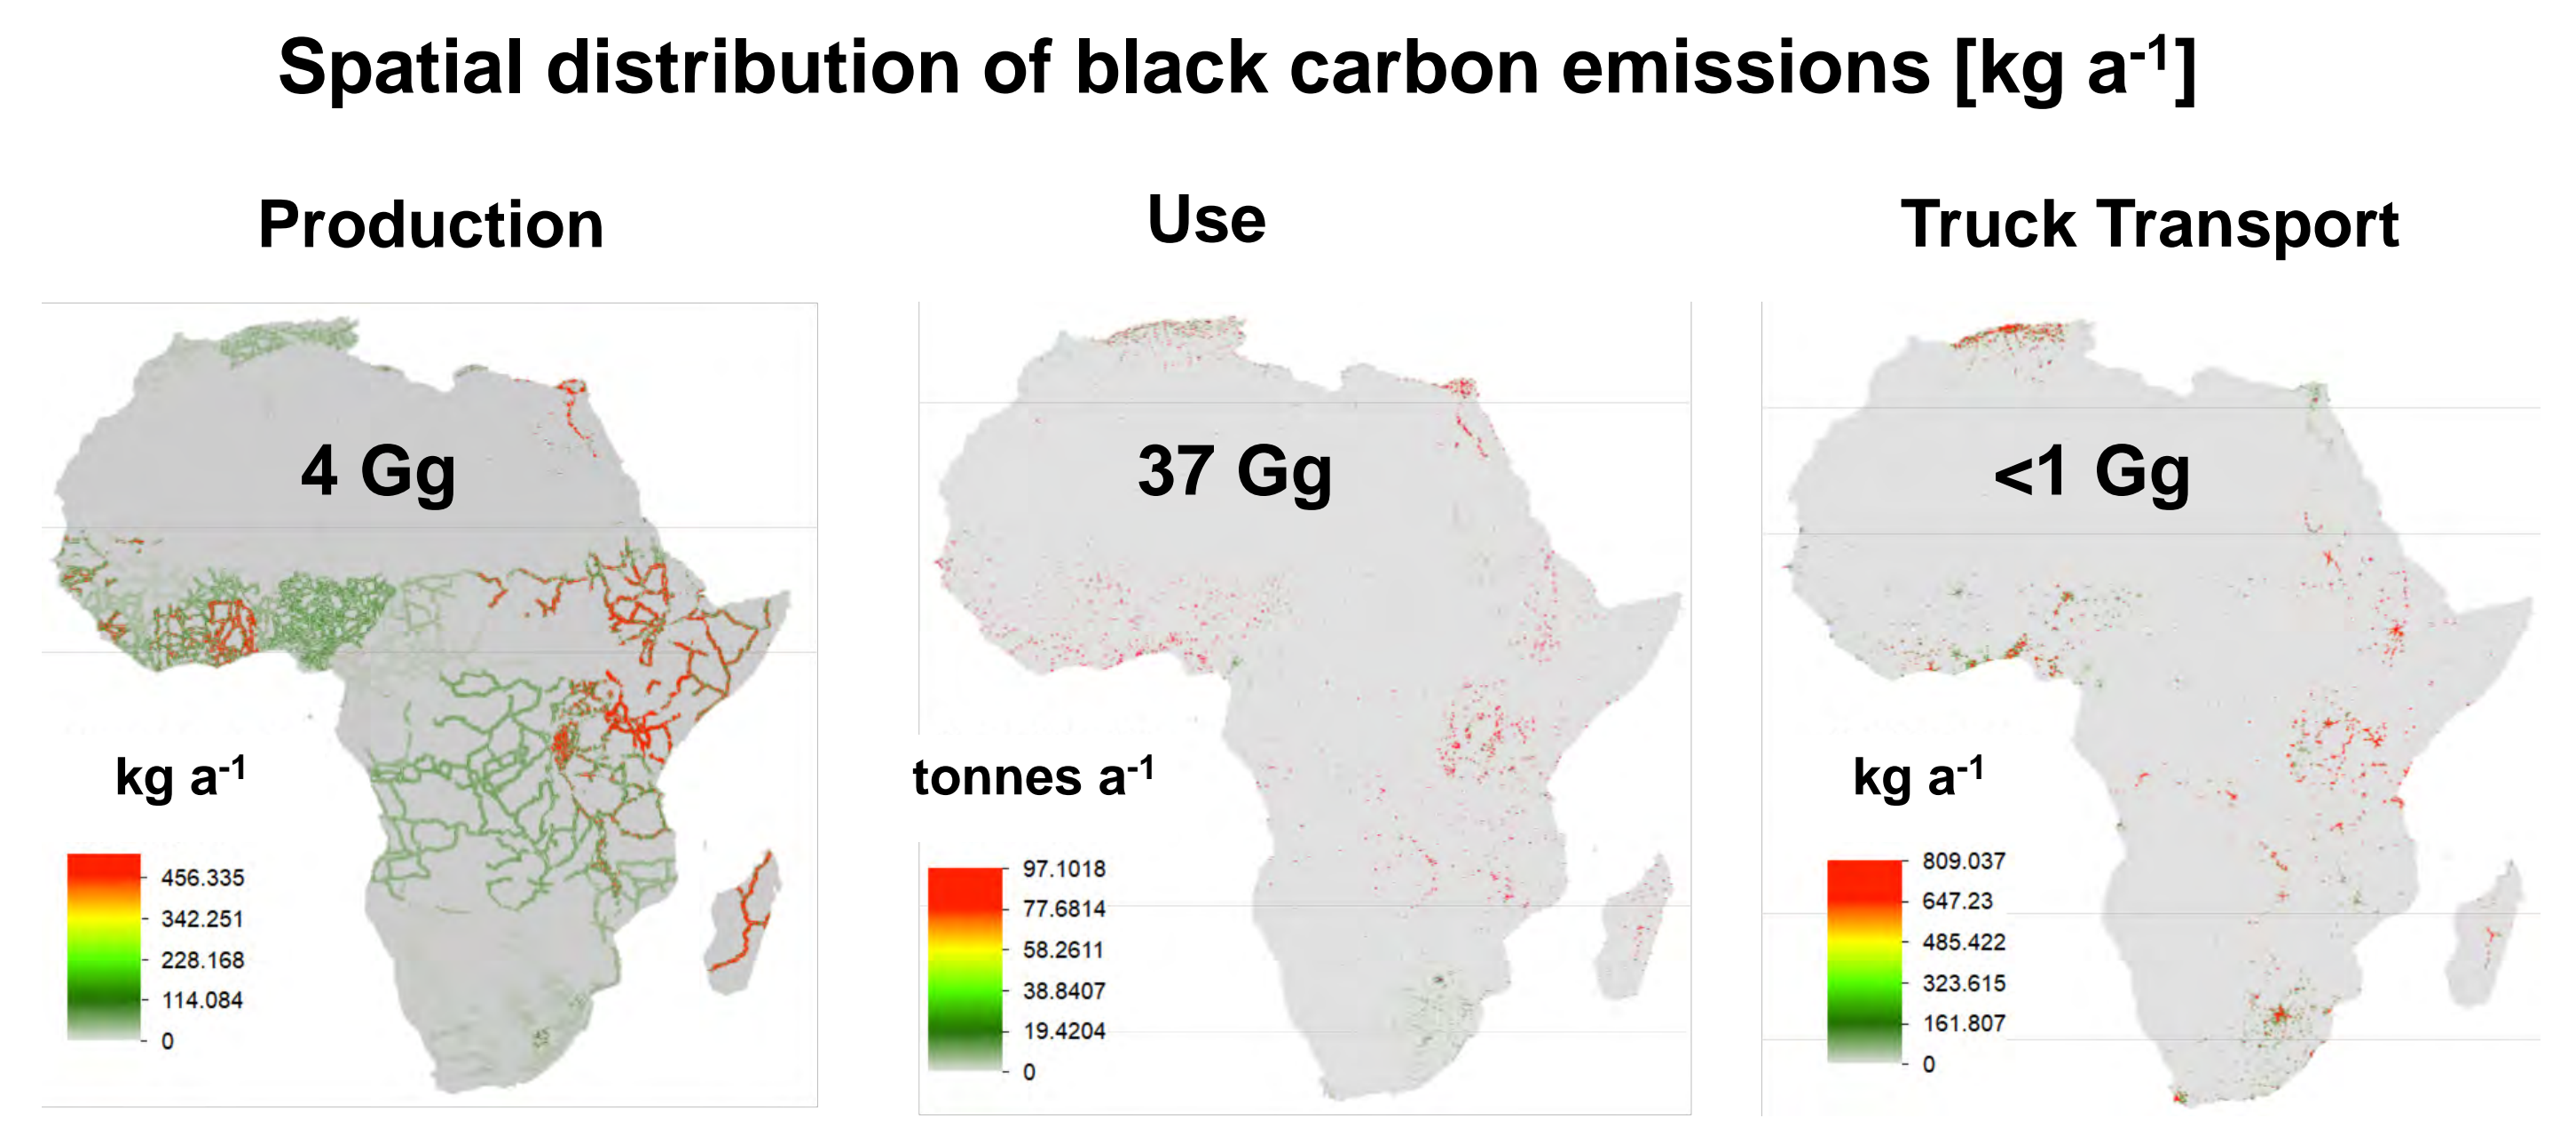 Spatial distribution of black carbon emissions [kg a-1]
Production
Use
Truck Transport
4 Gg
37 Gg
<1 Gg
kg a-1
456.335
342.251
228.168
114.084
0
tonnes a-1
97.1018
77.6814
58.2611
38.8407
19.4204
0
kg a-1
809.037
647.23
485.422
323.615
161.807
0